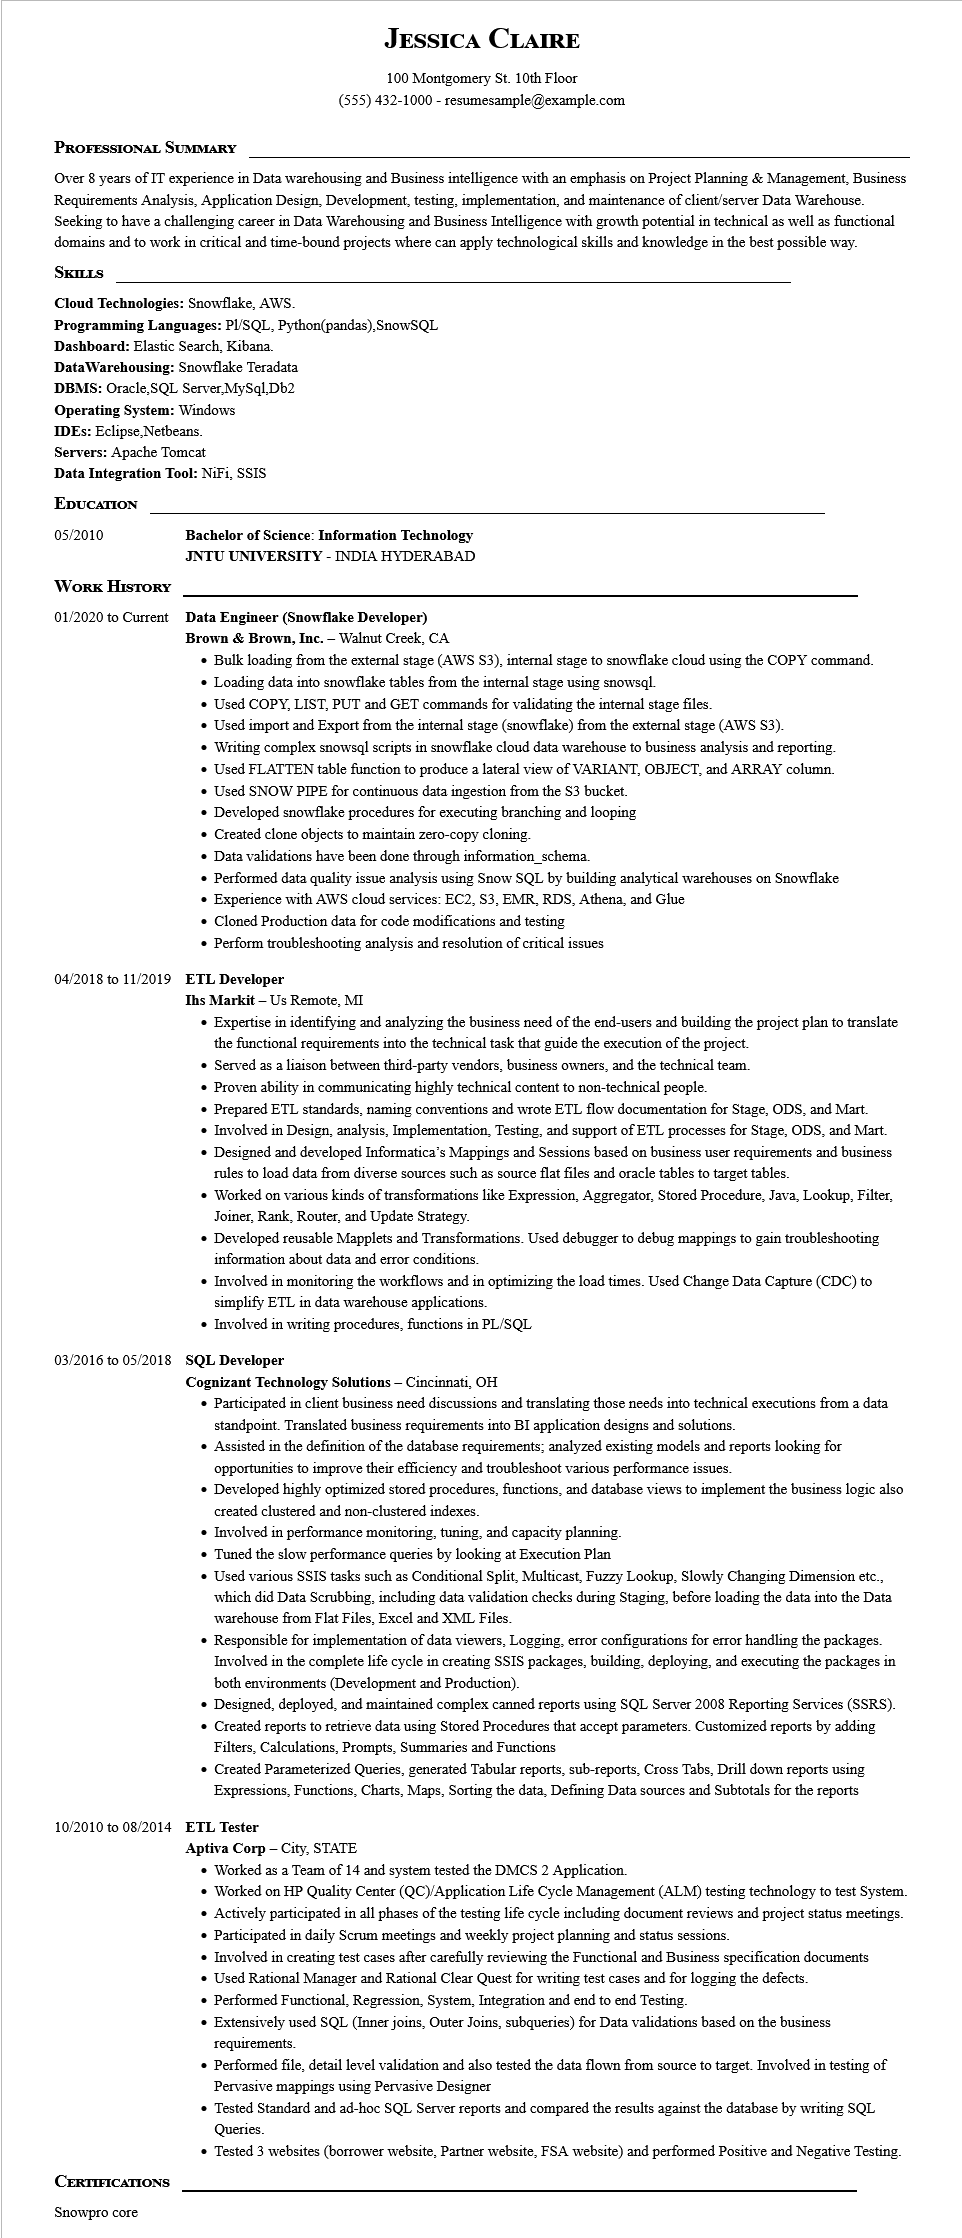 Jessica Claire
100 Montgomery St. 10th Floor
(555) 432-1000 - resumesample@example.com
Professional Summary
Over 8 years of IT experience in Data warehousing and Business intelligence with an emphasis on Project Planning & Management, Business
Requirements Analysis, Application Design, Development, testing, implementation, and maintenance of client/server Data Warehouse.
Seeking to have a challenging career in Data Warehousing and Business Intelligence with growth potential in technical as well as functional
domains and to work in critical and time-bound projects where can apply technological skills and knowledge in the best possible way.
Skills
Cloud Technologies: Snowflake, AWS.
Programming Languages: Pl/SQL, Python(pandas),SnowSQL
Dashboard: Elastic Search, Kibana.
DataWarehousing: Snowflake Teradata
DBMS: Oracle,SQL Server,MySql,Db2
Operating System: Windows
IDEs: Eclipse,Netbeans.
Servers: Apache Tomcat
Data Integration Tool: NiFi, SSIS
Education
05/2010 Bachelor of Science: Information Technology
JNTU UNIVERSITY - INDIA HYDERABAD
Work History
01/2020 to Current Data Engineer (Snowflake Developer)
Brown & Brown, Inc. – Walnut Creek, CA
• Bulk loading from the external stage (AWS S3), internal stage to snowflake cloud using the COPY command.
• Loading data into snowflake tables from the internal stage using snowsql.
• Used COPY, LIST, PUT and GET commands for validating the internal stage files.
• Used import and Export from the internal stage (snowflake) from the external stage (AWS S3).
• Writing complex snowsql scripts in snowflake cloud data warehouse to business analysis and reporting.
• Used FLATTEN table function to produce a lateral view of VARIANT, OBJECT, and ARRAY column.
• Used SNOW PIPE for continuous data ingestion from the S3 bucket.
• Developed snowflake procedures for executing branching and looping
• Created clone objects to maintain zero-copy cloning.
• Data validations have been done through information_schema.
• Performed data quality issue analysis using Snow SQL by building analytical warehouses on Snowflake
• Experience with AWS cloud services: EC2, S3, EMR, RDS, Athena, and Glue
• Cloned Production data for code modifications and testing
• Perform troubleshooting analysis and resolution of critical issues
04/2018 to 11/2019 ETL Developer
Ihs Markit – Us Remote, MI
• Expertise in identifying and analyzing the business need of the end-users and building the project plan to translate
the functional requirements into the technical task that guide the execution of the project.
• Served as a liaison between third-party vendors, business owners, and the technical team.
• Proven ability in communicating highly technical content to non-technical people.
• Prepared ETL standards, naming conventions and wrote ETL flow documentation for Stage, ODS, and Mart.
• Involved in Design, analysis, Implementation, Testing, and support of ETL processes for Stage, ODS, and Mart.
• Designed and developed Informatica’s Mappings and Sessions based on business user requirements and business
rules to load data from diverse sources such as source flat files and oracle tables to target tables.
• Worked on various kinds of transformations like Expression, Aggregator, Stored Procedure, Java, Lookup, Filter,
Joiner, Rank, Router, and Update Strategy.
• Developed reusable Mapplets and Transformations. Used debugger to debug mappings to gain troubleshooting
information about data and error conditions.
• Involved in monitoring the workflows and in optimizing the load times. Used Change Data Capture (CDC) to
simplify ETL in data warehouse applications.
• Involved in writing procedures, functions in PL/SQL
03/2016 to 05/2018 SQL Developer
Cognizant Technology Solutions – Cincinnati, OH
• Participated in client business need discussions and translating those needs into technical executions from a data
standpoint. Translated business requirements into BI application designs and solutions.
• Assisted in the definition of the database requirements; analyzed existing models and reports looking for
opportunities to improve their efficiency and troubleshoot various performance issues.
• Developed highly optimized stored procedures, functions, and database views to implement the business logic also
created clustered and non-clustered indexes.
• Involved in performance monitoring, tuning, and capacity planning.
• Tuned the slow performance queries by looking at Execution Plan
• Used various SSIS tasks such as Conditional Split, Multicast, Fuzzy Lookup, Slowly Changing Dimension etc.,
which did Data Scrubbing, including data validation checks during Staging, before loading the data into the Data
warehouse from Flat Files, Excel and XML Files.
• Responsible for implementation of data viewers, Logging, error configurations for error handling the packages.
Involved in the complete life cycle in creating SSIS packages, building, deploying, and executing the packages in
both environments (Development and Production).
• Designed, deployed, and maintained complex canned reports using SQL Server 2008 Reporting Services (SSRS).
• Created reports to retrieve data using Stored Procedures that accept parameters. Customized reports by adding
Filters, Calculations, Prompts, Summaries and Functions
• Created Parameterized Queries, generated Tabular reports, sub-reports, Cross Tabs, Drill down reports using
Expressions, Functions, Charts, Maps, Sorting the data, Defining Data sources and Subtotals for the reports
10/2010 to 08/2014 ETL Tester
Aptiva Corp – City, STATE
• Worked as a Team of 14 and system tested the DMCS 2 Application.
• Worked on HP Quality Center (QC)/Application Life Cycle Management (ALM) testing technology to test System.
• Actively participated in all phases of the testing life cycle including document reviews and project status meetings.
• Participated in daily Scrum meetings and weekly project planning and status sessions.
• Involved in creating test cases after carefully reviewing the Functional and Business specification documents
• Used Rational Manager and Rational Clear Quest for writing test cases and for logging the defects.
• Performed Functional, Regression, System, Integration and end to end Testing.
• Extensively used SQL (Inner joins, Outer Joins, subqueries) for Data validations based on the business
requirements.
• Performed file, detail level validation and also tested the data flown from source to target. Involved in testing of
Pervasive mappings using Pervasive Designer
• Tested Standard and ad-hoc SQL Server reports and compared the results against the database by writing SQL
Queries.
• Tested 3 websites (borrower website, Partner website, FSA website) and performed Positive and Negative Testing.
Certifications
Snowpro core